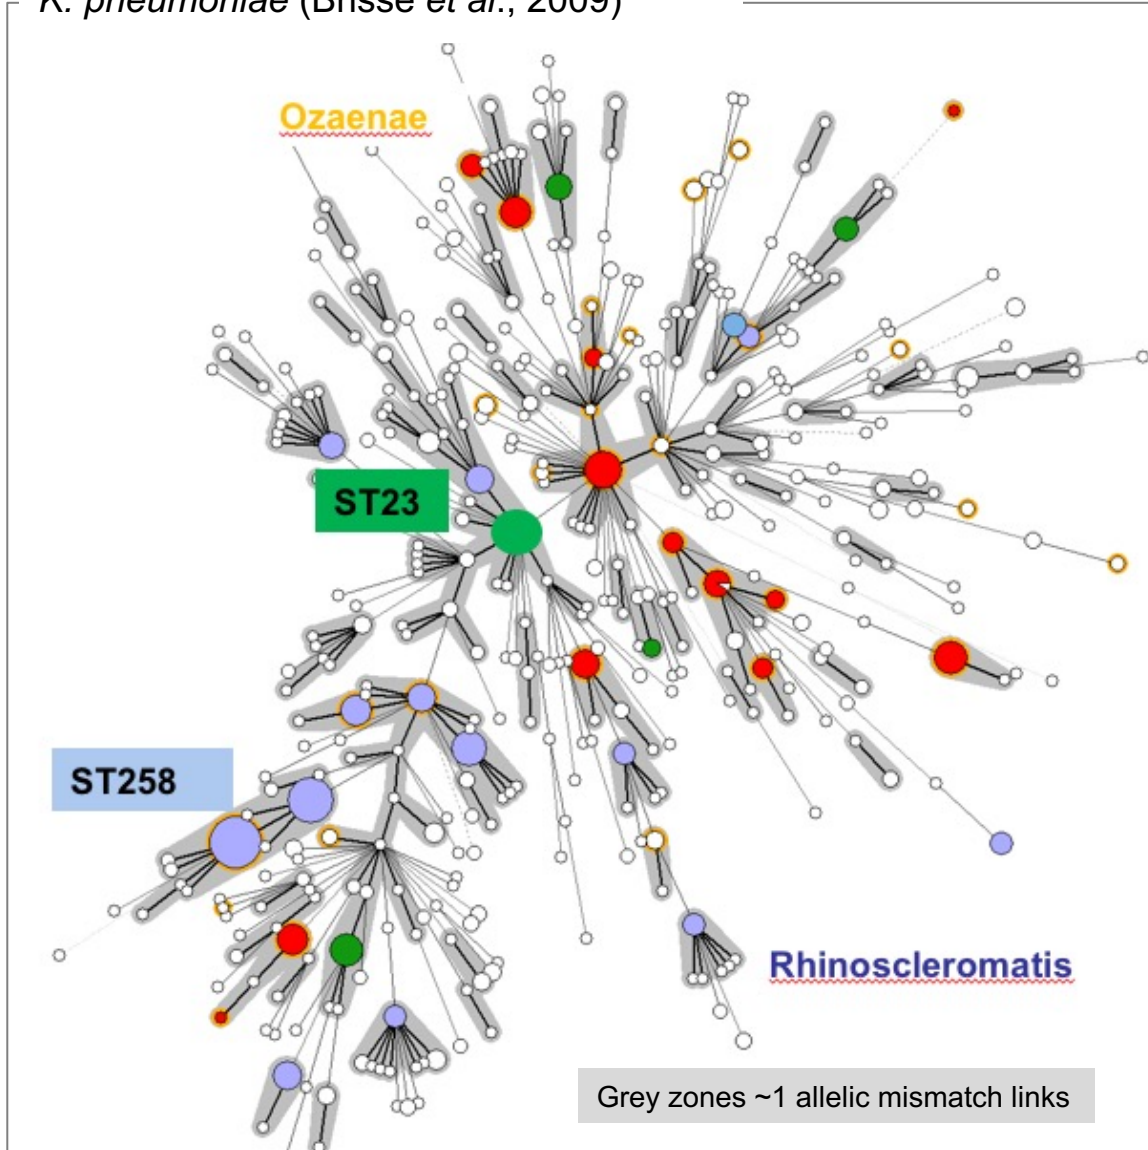 K. pneumoniae (Brisse et al., 2009)
Ozaenae
ST23
ST258
Rhinoscleromatis
Grey zones ~1 allelic mismatch links